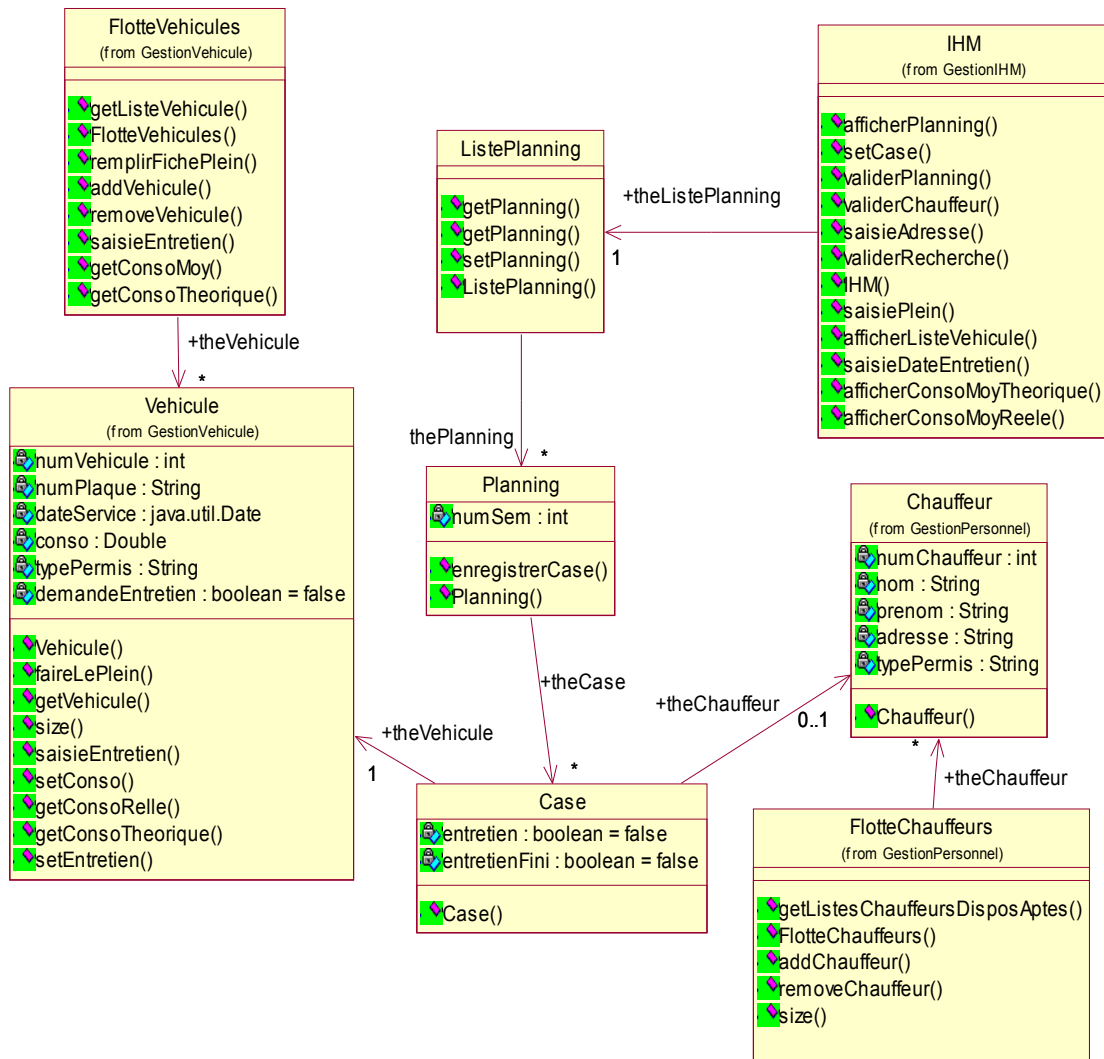 FlotteVehicules
(from GestionVehicule)
getListeVehicule()
FlotteVehicules()
remplirFichePlein()
addVehicule()
removeVehicule()
saisieEntretien()
getConsoMoy()
getConsoTheorique()
+theVehicule
*
Vehicule
(from GestionVehicule)
numVehicule : int
numPlaque : String
dateService : java.util.Date
conso : Double
typePermis : String
demandeEntretien : boolean = false
Vehicule()
faireLePlein()
getVehicule()
size()
saisieEntretien()
setConso()
getConsoRelle()
getConsoTheorique()
setEntretien()
ListePlanning
getPlanning()
getPlanning()
setPlanning()
ListePlanning()
+theListePlanning
1
IHM
(from GestionIHM)
afficherPlanning()
setCase()
validerPlanning()
validerChauffeur()
saisieAdresse()
validerRecherche()
IHM()
saisiePlein()
afficherListeVehicule()
saisieDateEntretien()
afficherConsoMoyTheorique()
afficherConsoMoyReele()
thePlanning
*
Planning
numSem : int
enregistrerCase()
Planning()
+theCase
*
+theVehicule
1
+theChauffeur
0..1
Case
entretien : boolean = false
entretienFini : boolean = false
Case()
Chauffeur
(from GestionPersonnel)
numChauffeur : int
nom : String
prenom : String
adresse : String
typePermis : String
Chauffeur()
*
+theChauffeur
FlotteChauffeurs
(from GestionPersonnel)
getListesChauffeursDisposAptes()
FlotteChauffeurs()
addChauffeur()
removeChauffeur()
size()